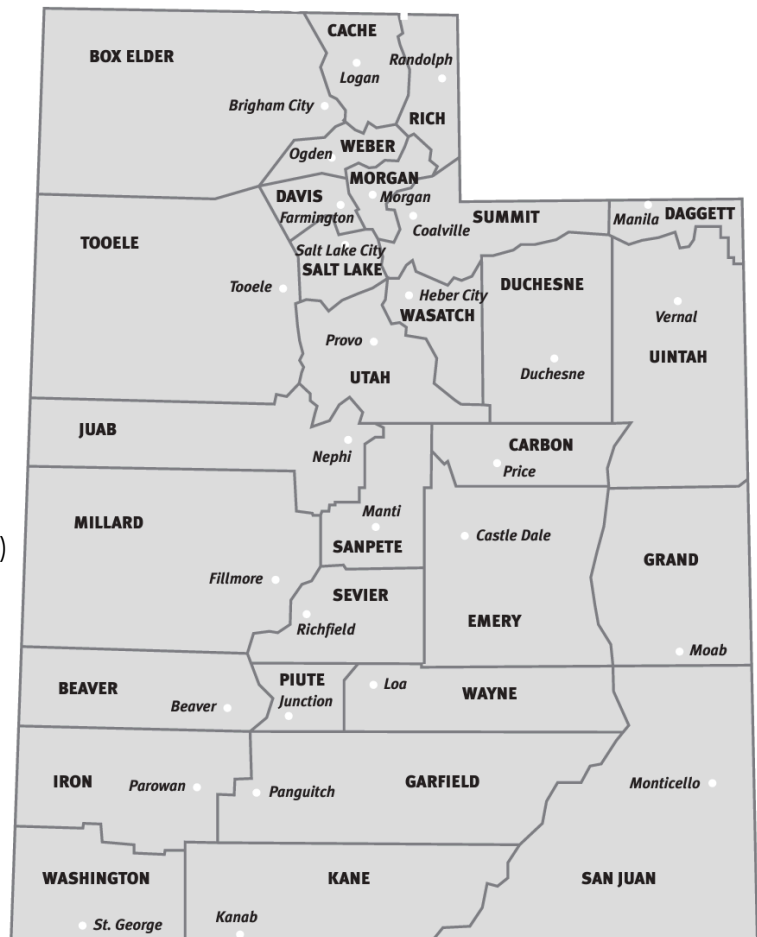 CACHE
BOX ELDER
Randolph
Logan
Brigham City
RICH
WEBER
Ogden
MORGAN
DAVIS
Morgan
Farmington
SUMMIT
Manila
DAGGETT
Coalville
TOOELE
Salt Lake City
SALT LAKE
DUCHESNE
Tooele
Heber City
WASATCH
Vernal
Provo
UINTAH
Duchesne
UTAH
JUAB
CARBON
Nephi
Price
Manti
MILLARD
Castle Dale
)
SANPETE
GRAND
Fillmore
SEVIER
EMERY
Richfield
Moab
PIUTE
Loa
BEAVER
WAYNE
Junction
Beaver
IRON
Parowan
Panguitch
GARFIELD
Monticello
WASHINGTON
KANE
SAN JUAN
Kanab
St. George